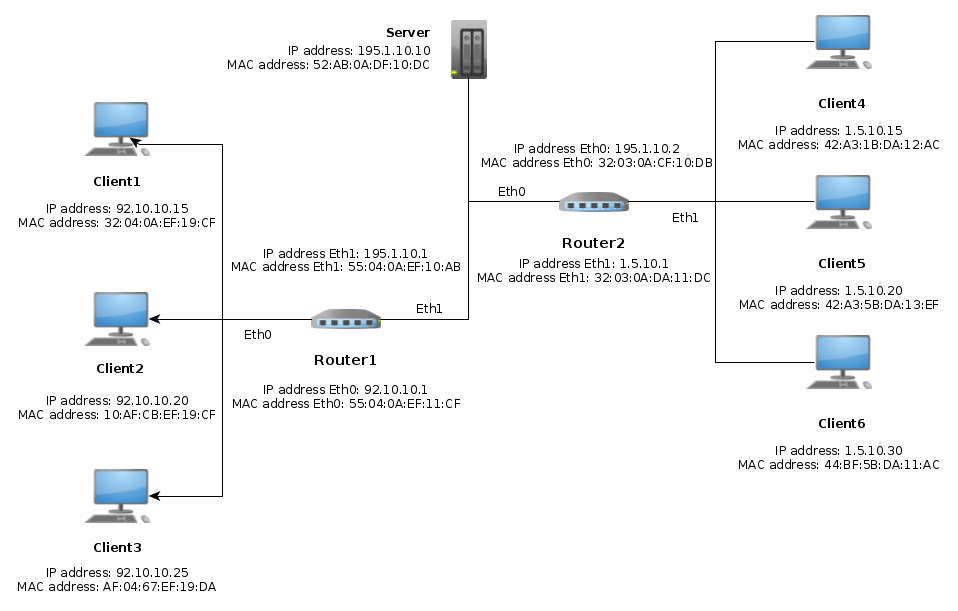 Server
IP address: 195.1.10.10
MAC address: 52:AB:0A:DF:10:DC
Client1
IP address: 92.10.10.15
MAC address: 32:04:0A:EF:19:CF
Client2
IP address: 92.10.10.20
MAC address: 10:AF:CB:EF:19:CF
Client3
IP address: 92.10.10.25
MAC address: AF:04:67:EF:19:DA
IP address Eth1: 195.1.10.1
MAC address Eth1: 55:04:0A:EF:10:AB
Eth1
Eth0
Router1
IP address Eth0: 92.10.10.1
MAC address Eth0: 55:04:0A:EF:11:CF
IP address Eth0: 195.1.10.2
MAC address Eth0: 32:03:0A:CF:10:DB
Eth0
Eth1
Router2
IP address Eth1: 1.5.10.1
MAC address Eth1: 32:03:0A:DA:11:DC
Client4
IP address: 1.5.10.15
MAC address: 42:A3:1B:DA:12:AC
Client5
IP address: 1.5.10.20
MAC address: 42:A3:5B:DA:13:EF
Client6
IP address: 1.5.10.30
MAC address: 44:BF:5B:DA:11:AC